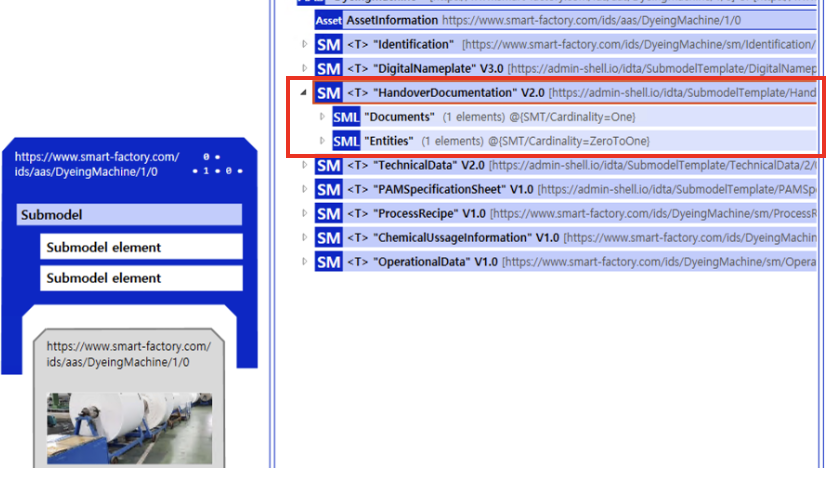 https://www.smart-factory.com/
ids/aas/DyeingMachine/1/0
0
1 0
Submodel
Submodel element
Submodel element
https://www.smart-factory.com/
ids/aas/DyeingMachine/1/0
Asset AssetInformation https://www.smart-factory.com/ids/aas/DyeingMachine/1/0
SM <T> "Identification" [https://www.smart-factory.com/ids/DyeingMachine/sm/Identification/
SM <T> "DigitalNameplate" V3.0 [https://admin-shell.io/idta/SubmodelTemplate/DigitalNamep
SM <T> "HandoverDocumentation" V2.0 [https://admin-shell.io/idta/SubmodelTemplate/Hand
SML "Documents" (1 elements) @{SMT/Cardinality=One}
SML "Entities" (1 elements) @{SMT/Cardinality=ZeroToOne}
SM <T> "TechnicalData" V2.0 [https://admin-shell.io/idta/SubmodelTemplate/TechnicalData/2/
SM <T> "PAMSpecificationSheet" V1.0 [https://admin-shell.io/idta/SubmodelTemplate/PAMSp
SM <T> "ProcessRecipe" V1.0 [https://www.smart-factory.com/ids/DyeingMachine/sm/ProcessR
SM <T> "ChemicalUssageInformation" V1.0 [https://www.smart-factory.com/ids/DyeingMachin
SM <T> "OperationalData" V1.0 [https://www.smart-factory.com/ids/DyeingMachine/sm/Opera